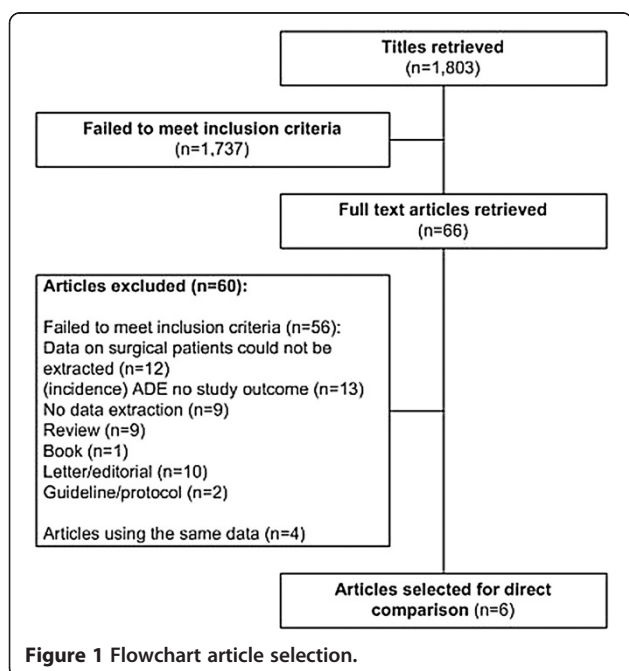 Titles retrieved
(n=1,803)
Failed to meet inclusion criteria
(n=1,737)
Full text articles retrieved
(n=66)
Articles excluded (n=60):
Failed to meet inclusion criteria (n=56):
Data on surgical patients could not be
extracted (n=12)
(incidence) ADE no study outcome (n=13)
No data extraction (n=9)
Review (n=9)
Book (n=1)
Letter/editorial (n=10)
Guideline/protocol (n=2)
Articles using the same data (n=4)
Articles selected for direct
comparison (n=6)
Figure 1 Flowchart article selection.